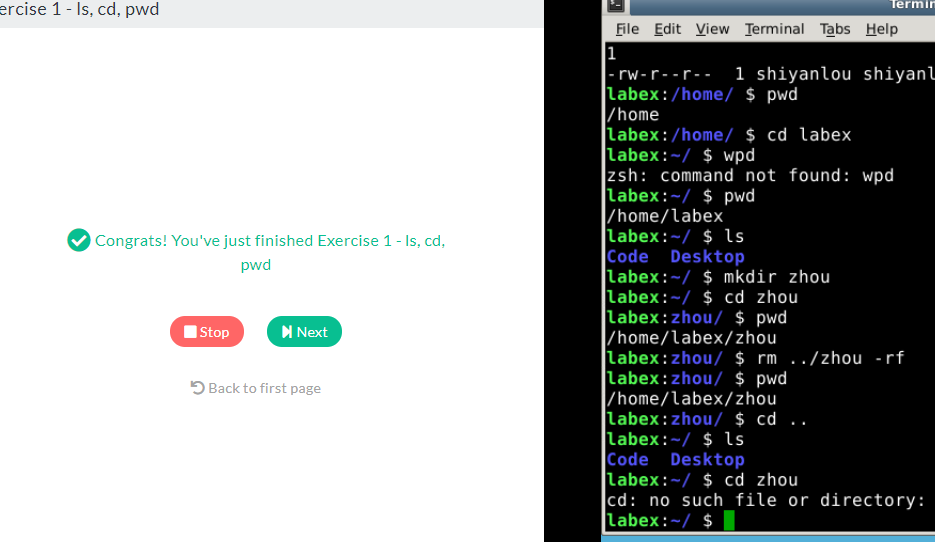 ercise 1 - ls, cd, pwd
Congrats! You've just finished Exercise 1 - ls, cd,
pwd
Stop
Next
Back to first page
Termin
File Edit View Terminal Tabs Help
1
-rw-r--r--  1 shiyanlou shiyanl
labex:/home/ $ pwd
/home
labex:/home/ $ cd labex
labex:~/ $ wpd
zsh: command not found: wpd
labex:~/ $ pwd
/home/labex
labex:~/ $ ls
Code  Desktop
labex:~/ $ mkdir zhou
labex:~/ $ cd zhou
labex:zhou/ $ pwd
/home/labex/zhou
labex:zhou/ $ rm ../zhou -rf
labex:zhou/ $ pwd
/home/labex/zhou
labex:zhou/ $ cd ..
labex:~/ $ ls
Code  Desktop
labex:~/ $ cd zhou
cd: no such file or directory:
labex:~/ $